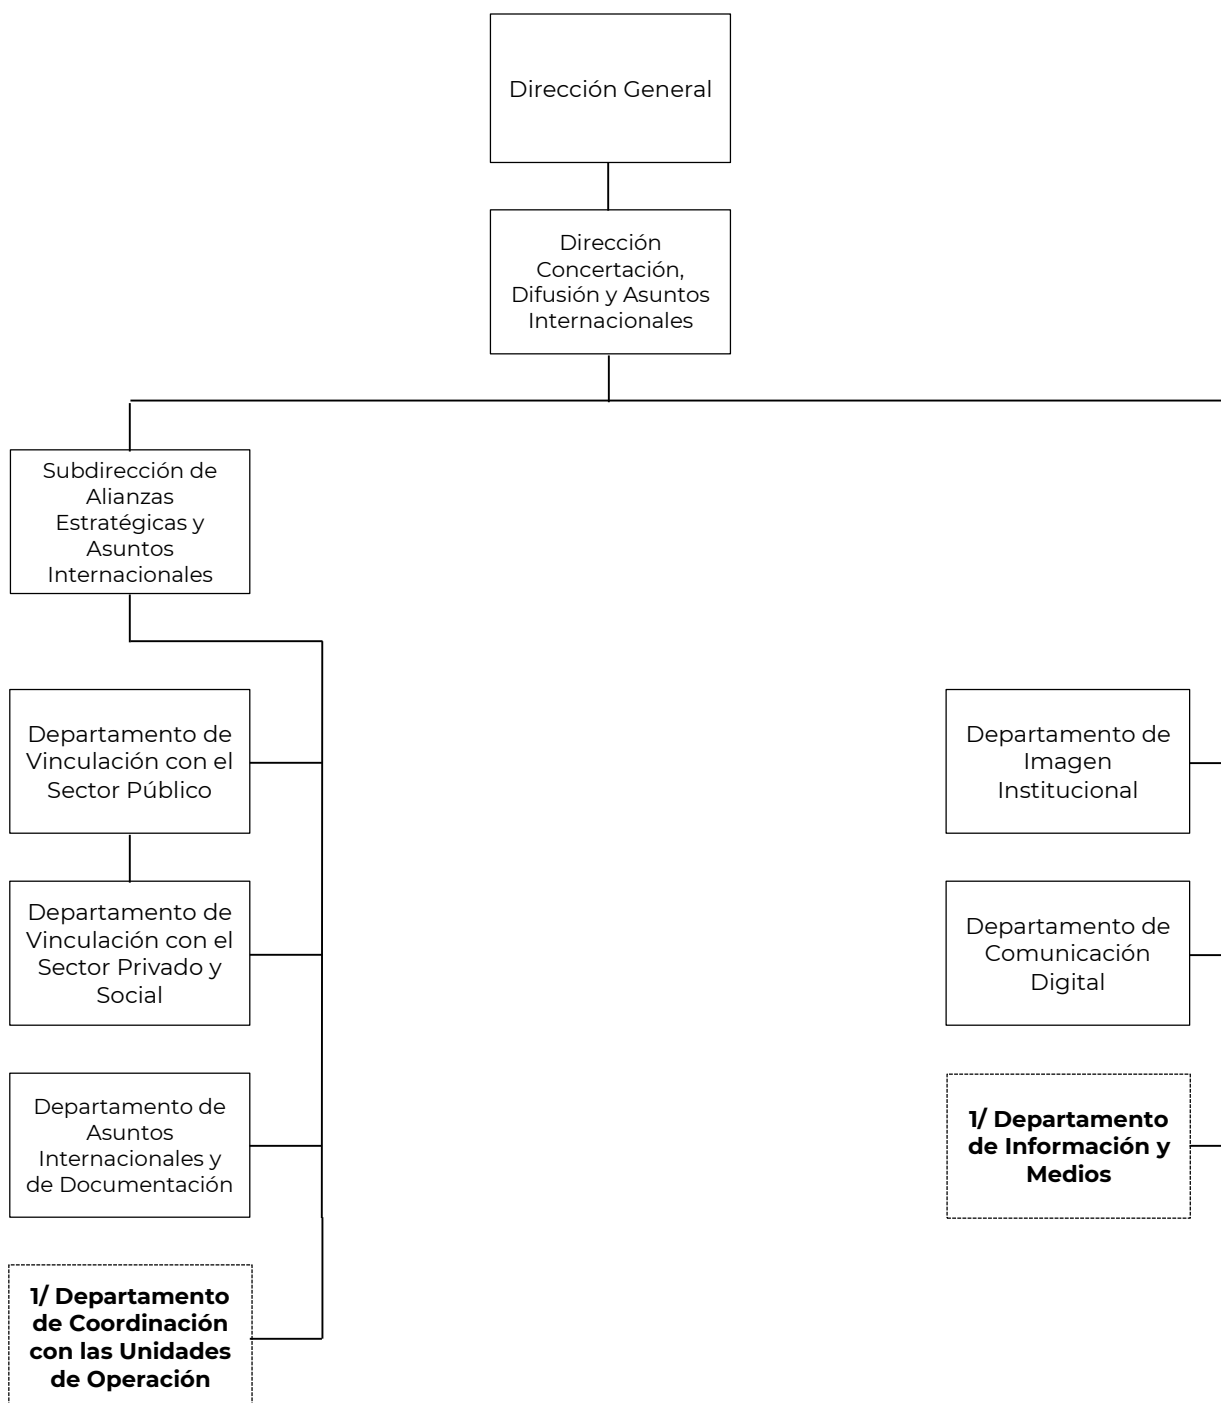 Dirección General
Dirección
Concertación,
Difusión y Asuntos
Internacionales
Subdirección de
Alianzas
Estratégicas y
Asuntos
Internacionales
Departamento de
Vinculación con el
Sector Público
Departamento de
Imagen
Institucional
Departamento de
Vinculación con el
Sector Privado y
Social
Departamento de
Comunicación
Digital
Departamento de
Asuntos
Internacionales y
de Documentación
1/ Departamento
de Información y
Medios
1/ Departamento
de Coordinación
con las Unidades
de Operación